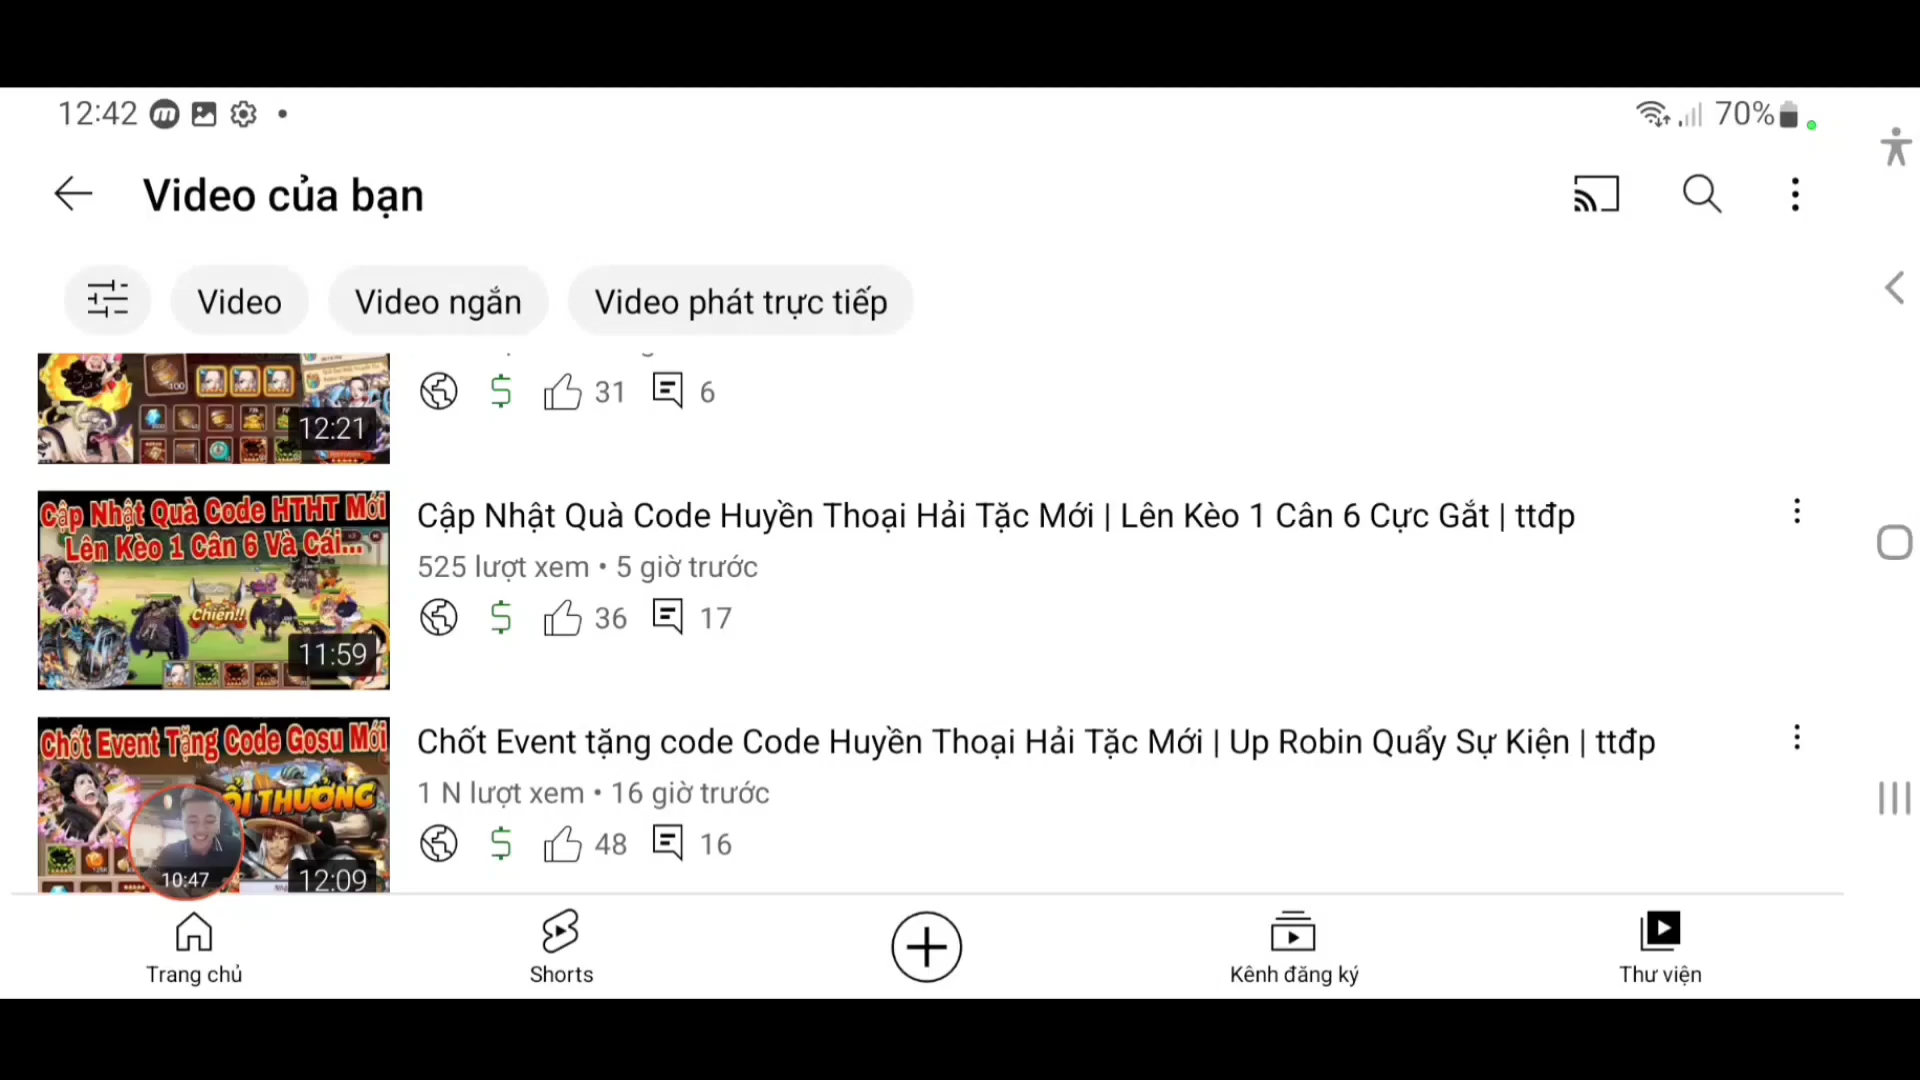 12:42
70%
Video của bạn
Video
Video ngắn
Video phát trực tiếp
12:21
31
6
Cập Nhật Quà Code HTHT Mới
Lên Kèo 1 Cân 6 Và Cái...
Chiến!!
11:59
Cập Nhật Quà Code Huyền Thoại Hải Tặc Mới | Lên Kèo 1 Cân 6 Cực Gắt | ttđp
525 lượt xem • 5 giờ trước
36
17
Chốt Event Tặng Code Gosu Mới
ỔI THƯỞNG
10:47
12:09
Chốt Event tặng code Code Huyền Thoại Hải Tặc Mới | Up Robin Quẩy Sự Kiện | ttđp
1 N lượt xem • 16 giờ trước
48
16
Trang chủ
Shorts
Kênh đăng ký
Thư viện